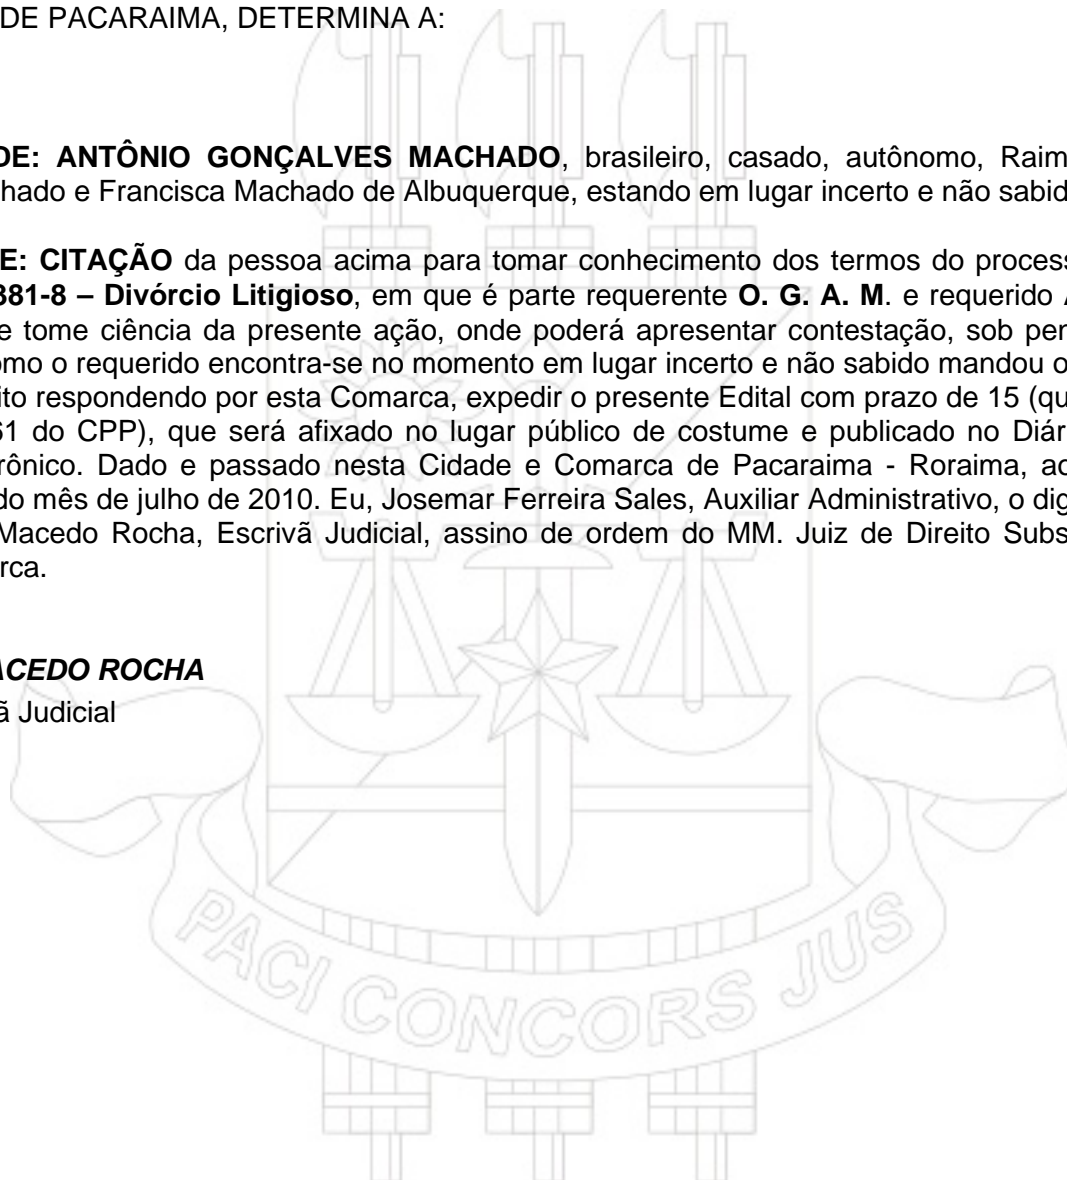 DE PACARAIMA, DETERMINA A:
DE: ANTÔNIO GONÇALVES MACHADO, brasileiro, casado, autônomo, Raim
hado e Francisca Machado de Albuquerque, estando em lugar incerto e não sabid
E: CITAÇÃO da pessoa acima para tomar conhecimento dos termos do process
881-8 – Divórcio Litigioso, em que é parte requerente O. G. A. M. e requerido A
e tome ciência da presente ação, onde poderá apresentar contestação, sob pen
omo o requerido encontra-se no momento em lugar incerto e não sabido mandou o
ito respondendo por esta Comarca, expedir o presente Edital com prazo de 15 (qu
61 do CPP), que será afixado no lugar público de costume e publicado no Diár
rônico. Dado e passado nesta Cidade e Comarca de Pacaraima - Roraima, ao
do mês de julho de 2010. Eu, Josemar Ferreira Sales, Auxiliar Administrativo, o dig
Macedo Rocha, Escrivã Judicial, assino de ordem do MM. Juiz de Direito Subs
rca.
ACEDO ROCHA
ã Judicial
PACI CONCORS JUS